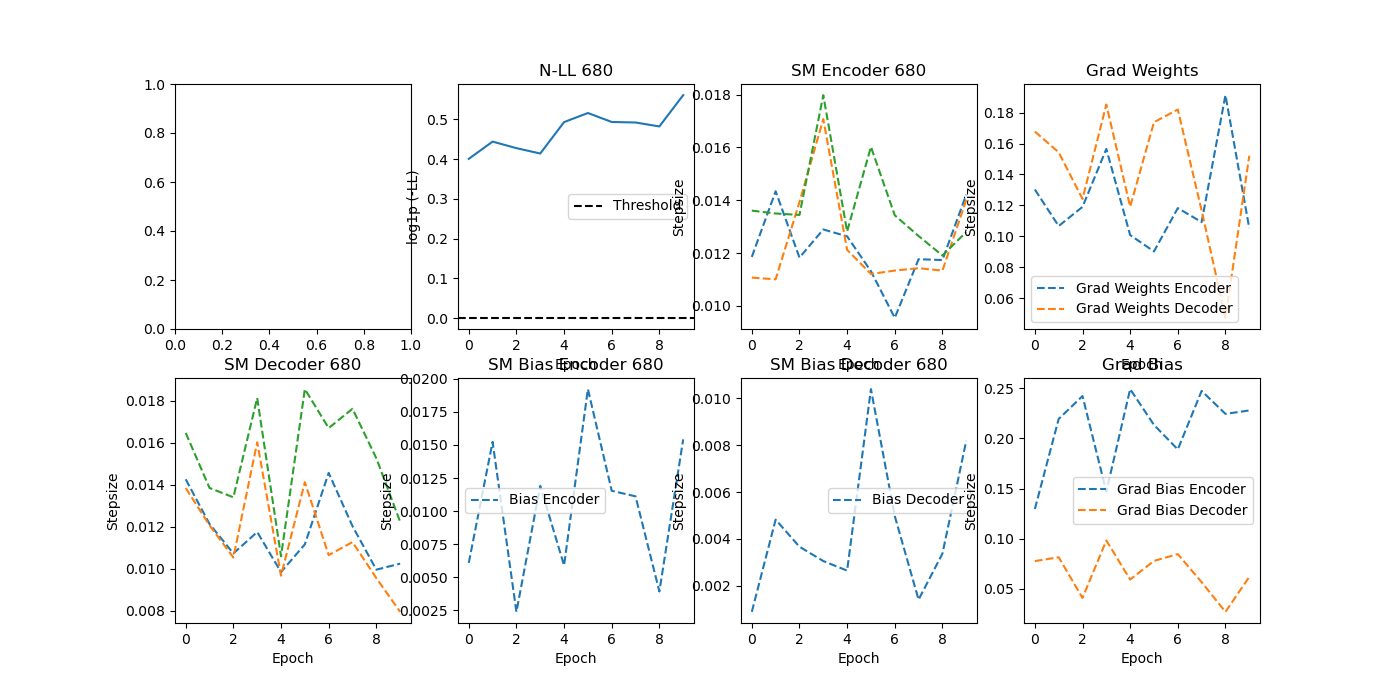 N-LL 680
SM Encoder 680
Grad Weights
1.0
0.8
0.6
0.4
0.2
0.0
0.0 0.2 0.4 0.6 0.8 1.0
log1p (-LL)
0.5
0.4
0.3
0.2
0.1
0.0
Threshold
0 2 4 6 8
Epoch
Stepsize
0.018
0.016
0.014
0.012
0.010
0 2 4 6 8
Epoch
Stepsize
0.18
0.16
0.14
0.12
0.10
0.08
0.06
Grad Weights Encoder
Grad Weights Decoder
0 2 4 6 8
Epoch
SM Decoder 680
SM Bias Encoder 680
SM Bias Decoder 680
Grad Bias
Stepsize
0.018
0.016
0.014
0.012
0.010
0.008
0 2 4 6 8
Epoch
Stepsize
0.0200
0.0175
0.0150
0.0125
0.0100
0.0075
0.0050
0.0025
Bias Encoder
0 2 4 6 8
Epoch
Stepsize
0.010
0.008
0.006
0.004
0.002
Bias Decoder
0 2 4 6 8
Epoch
Stepsize
0.25
0.20
0.15
0.10
0.05
Grad Bias Encoder
Grad Bias Decoder
0 2 4 6 8
Epoch